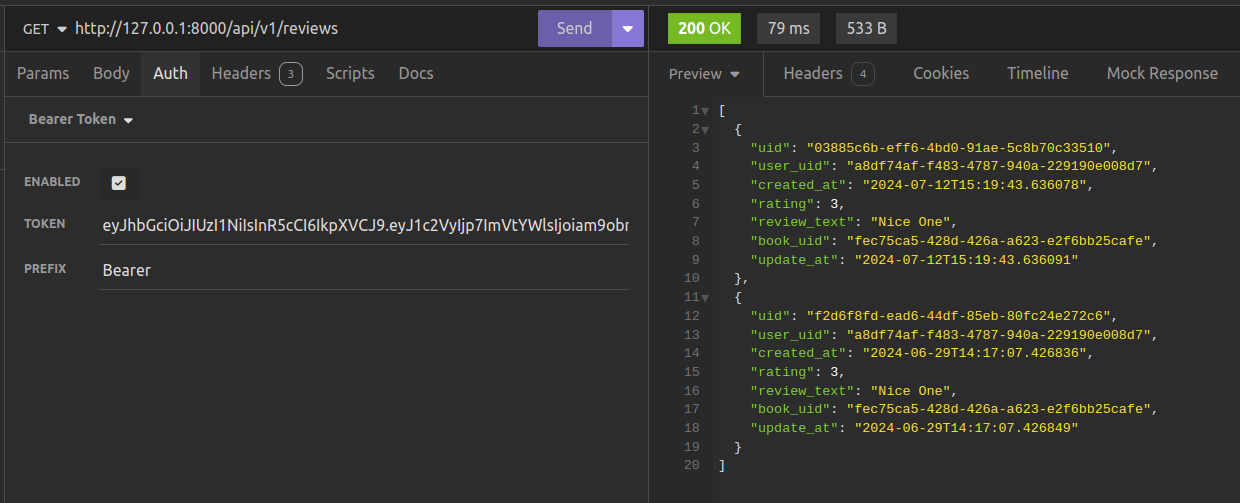 GET http://127.0.0.1:8000/api/v1/reviews Send
Params Body Auth Headers 3 Scripts Docs
Bearer Token
ENABLED
TOKEN eyJhbGciOiJIUzI1NiIsInR5cCI6IkpXVCJ9.eyJ1c2VyIjp7ImVtYWlsIjoiam9obr
PREFIX Bearer
200 OK 79 ms 533 B
Preview Headers 4 Cookies Timeline Mock Response
1 [
2 {
3 "uid": "03885c6b-eff6-4bd0-91ae-5c8b70c33510",
4 "user_uid": "a8df74af-f483-4787-940a-229190e008d7",
5 "created_at": "2024-07-12T15:19:43.636078",
6 "rating": 3,
7 "review_text": "Nice One",
8 "book_uid": "fec75ca5-428d-426a-a623-e2f6bb25cafe",
9 "update_at": "2024-07-12T15:19:43.636091"
10 },
11 {
12 "uid": "f2d6f8fd-ead6-44df-85eb-80fc24e272c6",
13 "user_uid": "a8df74af-f483-4787-940a-229190e008d7",
14 "created_at": "2024-06-29T14:17:07.426836",
15 "rating": 3,
16 "review_text": "Nice One",
17 "book_uid": "fec75ca5-428d-426a-a623-e2f6bb25cafe",
18 "update_at": "2024-06-29T14:17:07.426849"
19 }
20 ]